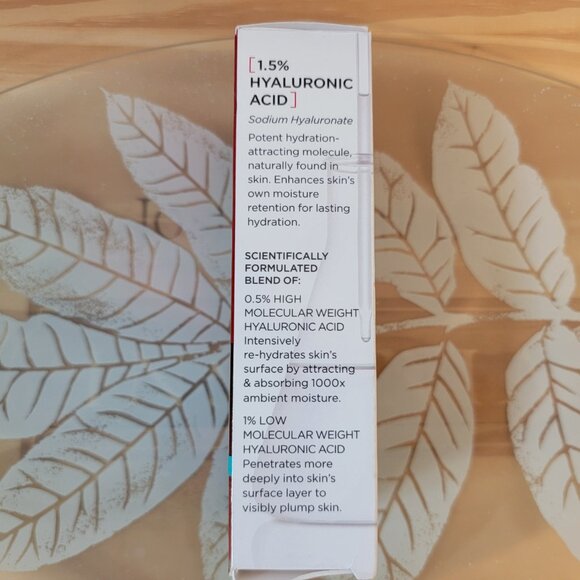 [1.5%
HYALURONIC
ACID]
Sodium Hyaluronate
Potent hydration-
attracting molecule,
naturally found in
skin. Enhances skin's
own moisture
retention for lasting
hydration.
SCIENTIFICALLY
FORMULATED
BLEND OF:
0.5% HIGH
MOLECULAR WEIGHT
HYALURONIC ACID
Intensively
re-hydrates skin's
surface by attracting
& absorbing 1000x
ambient moisture.
1% LOW
MOLECULAR WEIGHT
HYALURONIC ACID
Penetrates more
deeply into skin's
surface layer to
visibly plump skin.